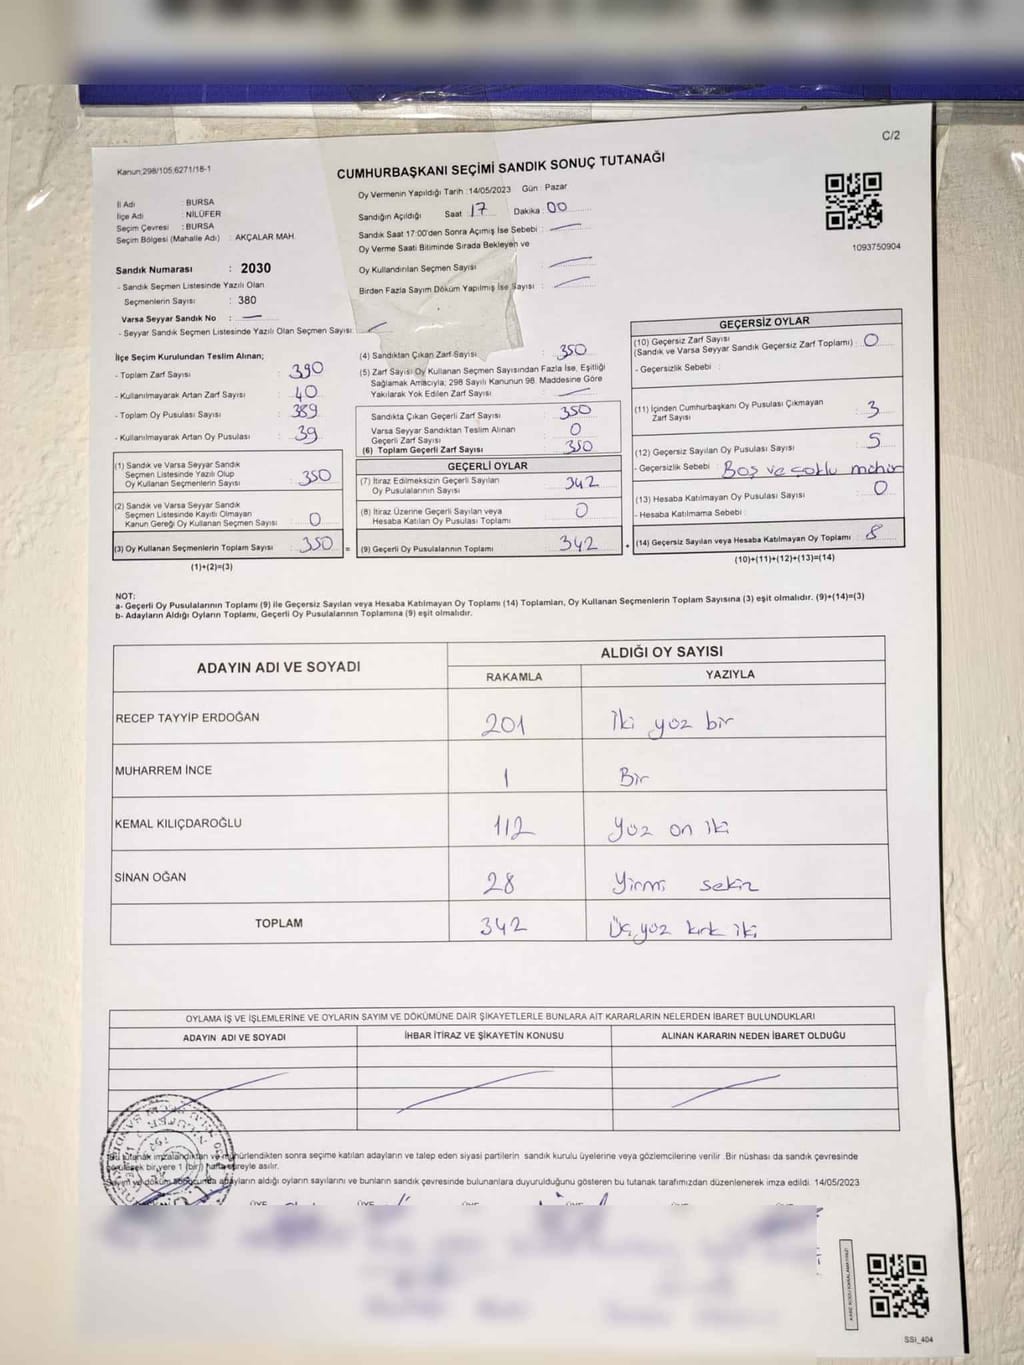 C/2
Kanun;298/105,6271/18-1
CUMHURBAŞKANI SEÇİMİ SANDIK SONUÇ TUTANAĞI
İl Adı : BURSA
İlçe Adı : NİLÜFER
Seçim Çevresi : BURSA
Seçim Bölgesi (Mahalle Adı) : AKÇALAR MAH.
Sandık Numarası : 2030
- Sandık Seçmen Listesinde Yazılı Olan
Seçmenlerin Sayısı : 380
Varsa Seyyar Sandık No : —
- Seyyar Sandık Seçmen Listesinde Yazılı Olan Seçmen Sayısı:
Oy Vermenin Yapıldığı Tarih :14/05/2023 Gün : Pazar
Sandığın Açıldığı Saat : 17 Dakika : 00
Sandık Saat 17:00'den Sonra Açımış İse Sebebi : —
Oy Verme Saati Bitiminde Sırada Bekleyen ve
Oy Kullandırılan Seçmen Sayısı —
Birden Fazla Sayım Döküm Yapılmış İse Sayısı : —
1093750904
İlçe Seçim Kurulundan Teslim Alınan;
- Toplam Zarf Sayısı : 390
- Kullanılmayarak Artan Zarf Sayısı : 40
- Toplam Oy Pusulası Sayısı : 389
- Kullanılmayarak Artan Oy Pusulası : 39
(1) Sandık ve Varsa Seyyar Sandık
Seçmen Listesinde Yazılı Olup
Oy Kullanan Seçmenlerin Sayısı : 350
(2) Sandık ve Varsa Seyyar Sandık
Seçmen Listesinde Kayıtlı Olmayan
Kanun Gereği Oy Kullanan Seçmen Sayısı : 0
(3) Oy Kullanan Seçmenlerin Toplam Sayısı : 350
(1)+(2)=(3)
(4) Sandıktan Çıkan Zarf Sayısı : 350
(5) Zarf Sayısı Oy Kullanan Seçmen Sayısından Fazla İse, Eşitliği
Sağlamak Amacıyla; 298 Sayılı Kanunun 98. Maddesine Göre
Yakılarak Yok Edilen Zarf Sayısı : —
Sandıkta Çıkan Geçerli Zarf Sayısı : 350
Varsa Seyyar Sandıktan Teslim Alınan
Geçerli Zarf Sayısı : 0
(6) Toplam Geçerli Zarf Sayısı : 350
GEÇERLİ OYLAR
(7) İtiraz Edilmeksizin Geçerli Sayılan
Oy Pusulalarının Sayısı : 342
(8) İtiraz Üzerine Geçerli Sayılan veya
Hesaba Katılan Oy Pusulası Toplamı : 0
= (9) Geçerli Oy Pusulalarının Toplamı : 342 +
GEÇERSİZ OYLAR
(10) Geçersiz Zarf Sayısı
(Sandık ve Varsa Seyyar Sandık Geçersiz Zarf Toplamı) : 0
- Geçersizlik Sebebi :
(11) İçinden Cumhurbaşkanı Oy Pusulası Çıkmayan
Zarf Sayısı : 3
(12) Geçersiz Sayılan Oy Pusulası Sayısı : 5
- Geçersizlik Sebebi : Boş ve çoklu mühür
(13) Hesaba Katılmayan Oy Pusulası Sayısı : 0
- Hesaba Katılmama Sebebi :
(14) Geçersiz Sayılan veya Hesaba Katılmayan Oy Toplamı : 8
(10)+(11)+(12)+(13)=(14)
NOT:
a- Geçerli Oy Pusulalarının Toplamı (9) ile Geçersiz Sayılan veya Hesaba Katılmayan Oy Toplamı (14) Toplamları, Oy Kullanan Seçmenlerin Toplam Sayısına (3) eşit olmalıdır. (9)+(14)=(3)
b- Adayların Aldığı Oyların Toplamı, Geçerli Oy Pusulalarının Toplamına (9) eşit olmalıdır.
ADAYIN ADI VE SOYADI ALDIĞI OY SAYISI
RAKAMLA YAZIYLA
RECEP TAYYİP ERDOĞAN 201 İki yüz bir
MUHARREM İNCE 1 Bir
KEMAL KILIÇDAROĞLU 112 Yüz on iki
SİNAN OĞAN 28 Yirmi sekiz
TOPLAM 342 Üç yüz kırk iki
OYLAMA İŞ VE İŞLEMLERİNE VE OYLARIN SAYIM VE DÖKÜMÜNE DAİR ŞİKAYETLERLE BUNLARA AİT KARARLARIN NELERDEN İBARET BULUNDUKLARI
ADAYIN ADI VE SOYADI İHBAR İTİRAZ VE ŞİKAYETİN KONUSU ALINAN KARARIN NEDEN İBARET OLDUĞU
Bu tutanak imzalandıktan ve mühürlendikten sonra seçime katılan adayların ve talep eden siyasi partilerin sandık kurulu üyelerine veya gözlemcilerine verilir .Bir nüshası da sandık çevresinde
görülecek bir yere 1 (bir) hafta süreyle asılır.
Sayım ve döküm sonucunda adayların aldığı oyların sayılarını ve bunların sandık çevresinde bulunanlara duyurulduğunu gösteren bu tutanak tarafımızdan düzenlenerek imza edildi. 14/05/2023
ÜYE ÜYE ÜYE ÜYE ÜYE
SSİ_404